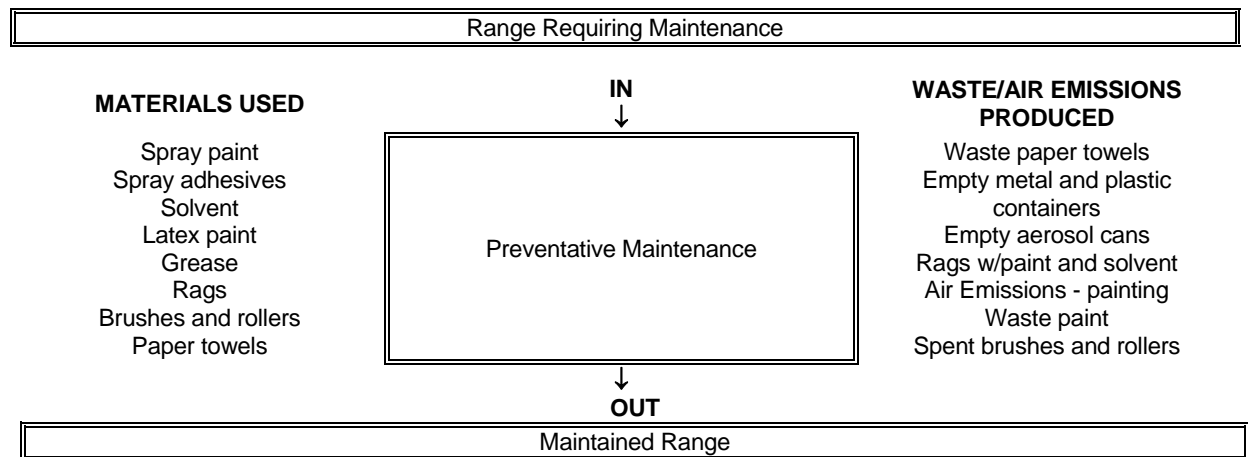 Range Requiring Maintenance
MATERIALS USED
Spray paint
Spray adhesives
Solvent
Latex paint
Grease
Rags
Brushes and rollers
Paper towels
IN
↓
Preventative Maintenance
↓
OUT
WASTE/AIR EMISSIONS
PRODUCED
Waste paper towels
Empty metal and plastic
containers
Empty aerosol cans
Rags w/paint and solvent
Air Emissions - painting
Waste paint
Spent brushes and rollers
Maintained Range